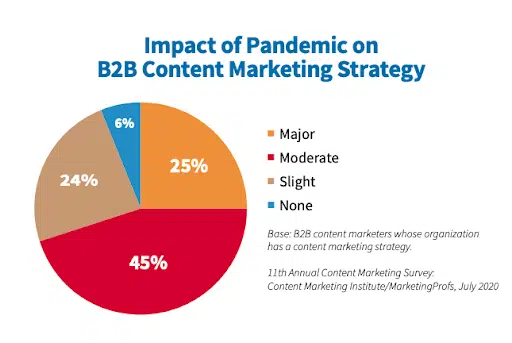 Impact of Pandemic on
B2B Content Marketing Strategy
6%
25%
24%
45%
Major
Moderate
Slight
None
Base: B2B content marketers whose organization
has a content marketing strategy.
11th Annual Content Marketing Survey:
Content Marketing Institute/MarketingProfs, July 2020